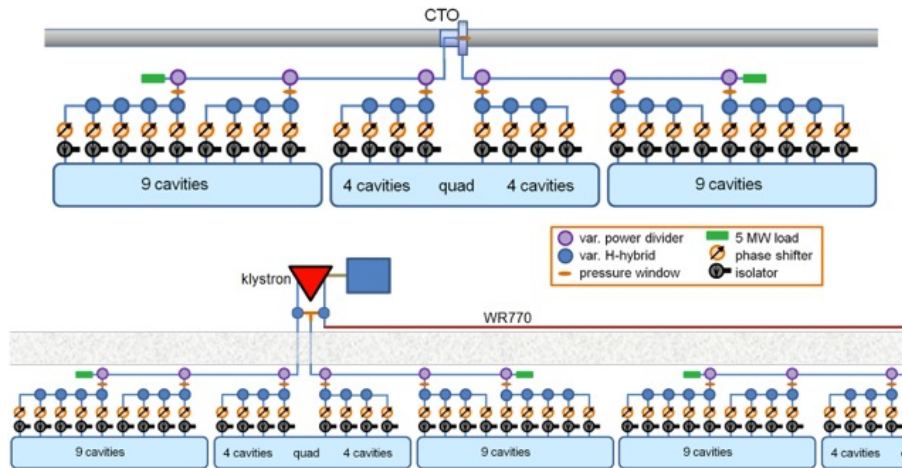 CTO
9 cavities
4 cavities quad 4 cavities
9 cavities
var. power divider
5 MW load
var. H-hybrid
phase shifter
pressure window
isolator
klystron
WR770
9 cavities
4 cavities quad 4 cavities
9 cavities
9 cavities
4 cavities